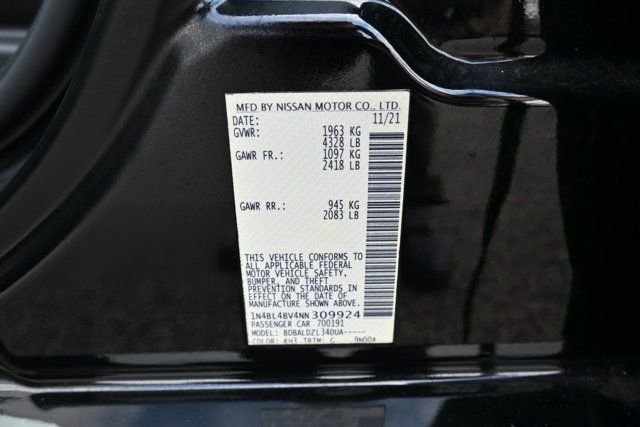 MFD BY NISSAN MOTOR CO., LTD.
DATE: 11/21
GVWR: 1963 KG
4328 LB
GAWR FR.: 1097 KG
2418 LB
GAWR RR.: 945 KG
2083 LB
THIS VEHICLE CONFORMS TO
ALL APPLICABLE FEDERAL
MOTOR VEHICLE SAFETY,
BUMPER, AND THEFT
PREVENTION STANDARDS IN
EFFECT ON THE DATE OF
MANUFACTURE SHOWN ABOVE.
1N4BL4BV4NN 309924
PASSENGER CAR 700191
MODEL: BDBALDZL34DUA-----
COLOR: KH3 TRIM: G 9N00A